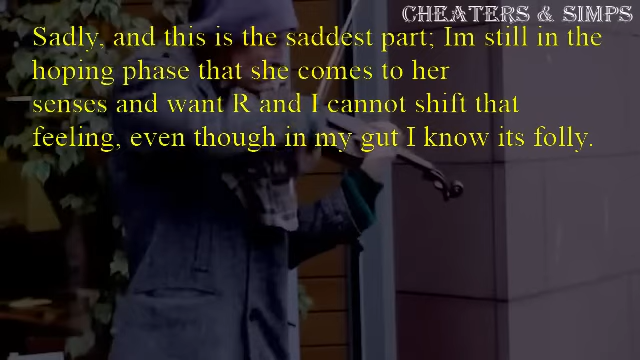 CHEATERS & SIMPS
Sadly, and this is the saddest part; Im still in the
hoping phase that she comes to her
senses and want R and I cannot shift that
feeling, even though in my gut I know its folly.